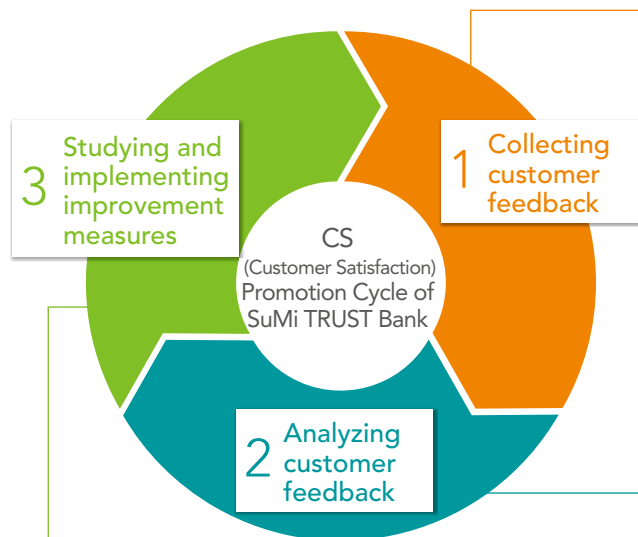 1
Collecting
customer
feedback
2
Analyzing
customer
feedback
3
Studying and
implementing
improvement
measures
CS
(Customer Satisfaction)
Promotion Cycle of
SuMi TRUST Bank